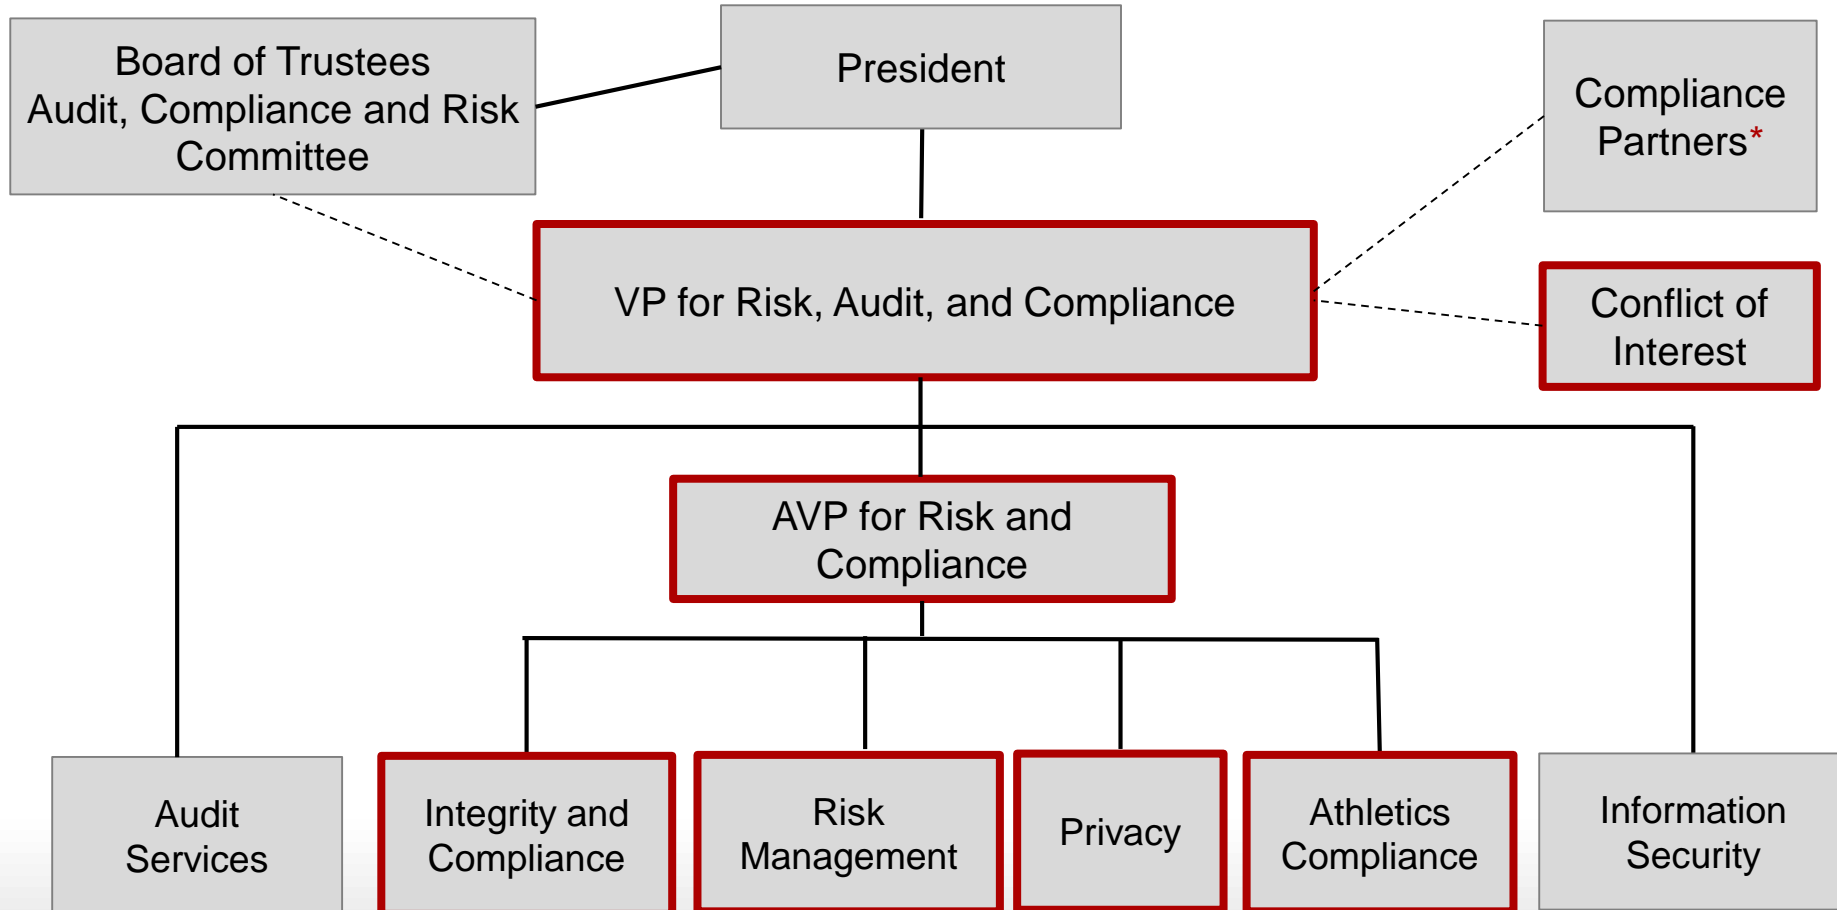 Board of Trustees
Audit, Compliance and Risk
Committee
President
Compliance
Partners*
VP for Risk, Audit, and Compliance
Conflict of
Interest
AVP for Risk and
Compliance
Audit
Services
Integrity and
Compliance
Risk
Management
Privacy
Athletics
Compliance
Information
Security